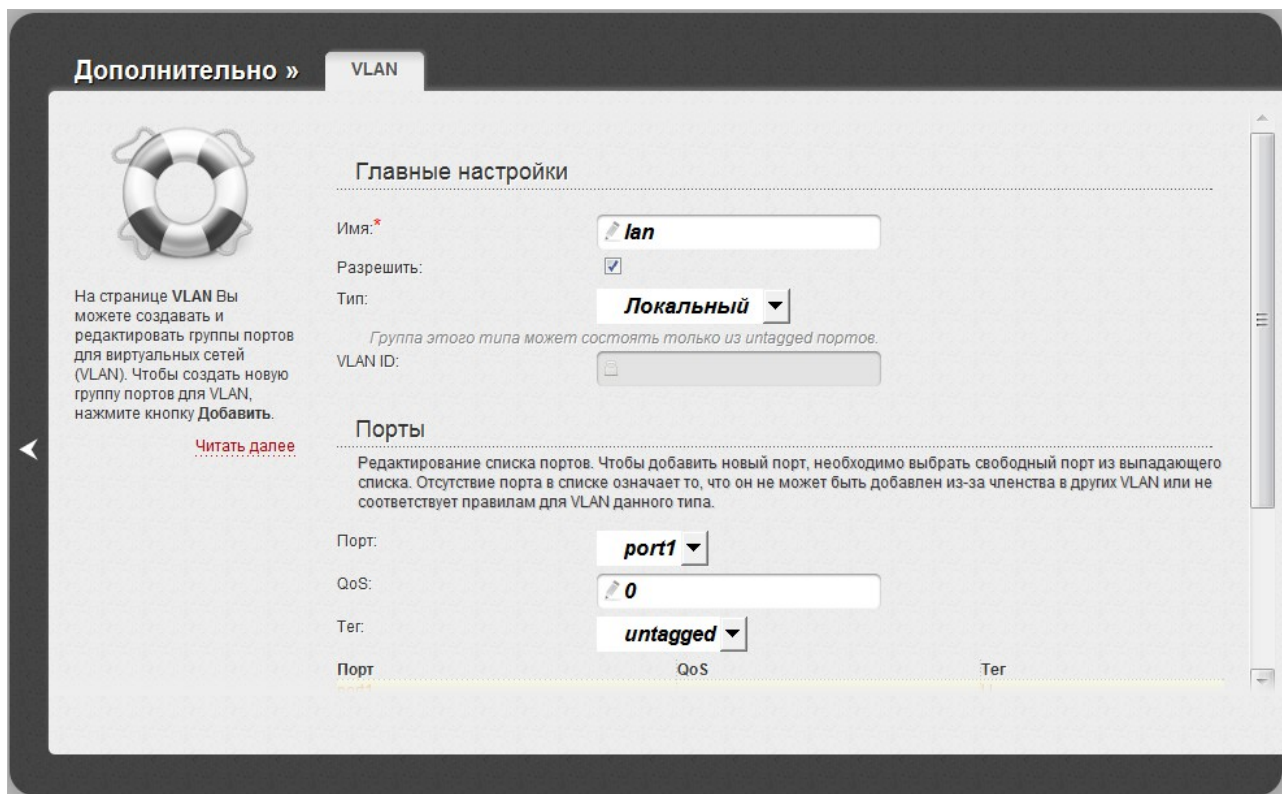 Дополнительно »
VLAN
На странице VLAN Вы
можете создавать и
редактировать группы портов
для виртуальных сетей
(VLAN). Чтобы создать новую
группу портов для VLAN,
нажмите кнопку Добавить.
Читать далее
Главные настройки
Имя:* lan
Разрешить:
Тип: Локальный
Группа этого типа может состоять только из untagged портов.
VLAN ID:
Порты
Редактирование списка портов. Чтобы добавить новый порт, необходимо выбрать свободный порт из выпадающего
списка. Отсутствие порта в списке означает то, что он не может быть добавлен из-за членства в других VLAN или не
соответствует правилам для VLAN данного типа.
Порт: port1
QoS: 0
Тег: untagged
Порт QoS Тег